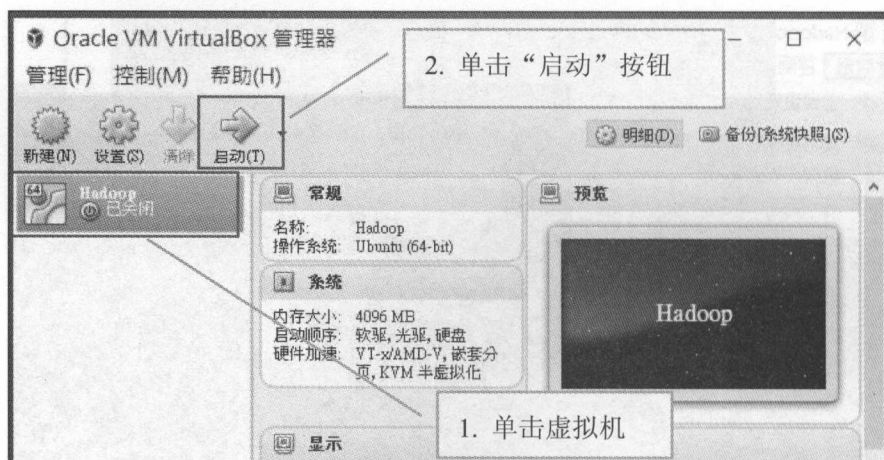 Oracle VM VirtualBox 管理器
2. 单击“启动”按钮
管理(F) 控制(M) 帮助(H)
新建(N) 设置(S) 清除 启动(T)
明细(D) 备份[系统快照](S)
64 Hadoop
已关闭
常规
名称: Hadoop
操作系统: Ubuntu (64-bit)
系统
内存大小: 4096 MB
启动顺序: 软驱, 光驱, 硬盘
硬件加速: VT-x/AMD-V, 嵌套分
页, KVM 半虚拟化
显示
预览
Hadoop
1. 单击虚拟机